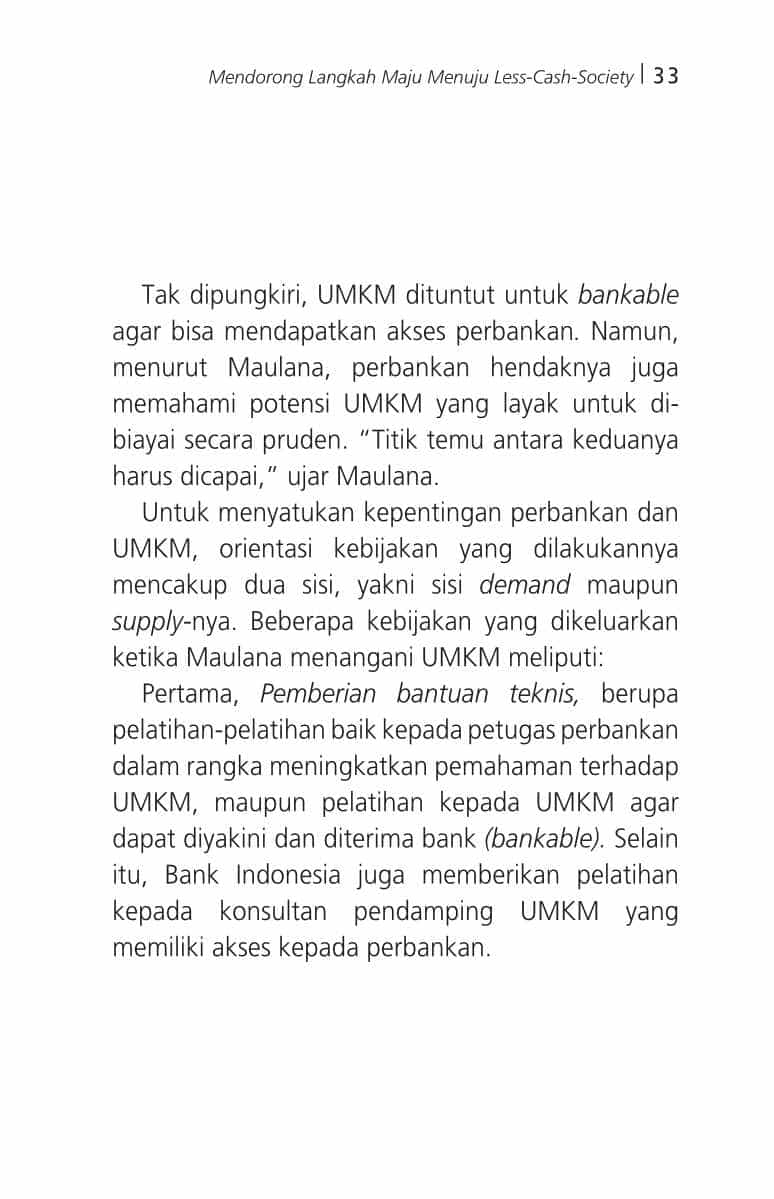 Mendorong Langkah Maju Menuju Less-Cash-Society | 33
Tak dipungkiri, UMKM dituntut untuk bankable
agar bisa mendapatkan akses perbankan. Namun,
menurut Maulana, perbankan hendaknya juga
memahami potensi UMKM yang layak untuk di-
biayai secara pruden. “Titik temu antara keduanya
harus dicapai,” ujar Maulana.
Untuk menyatukan kepentingan perbankan dan
UMKM, orientasi kebijakan yang dilakukannya
mencakup dua sisi, yakni sisi demand maupun
supply-nya. Beberapa kebijakan yang dikeluarkan
ketika Maulana menangani UMKM meliputi:
Pertama, Pemberian bantuan teknis, berupa
pelatihan-pelatihan baik kepada petugas perbankan
dalam rangka meningkatkan pemahaman terhadap
UMKM, maupun pelatihan kepada UMKM agar
dapat diyakini dan diterima bank (bankable). Selain
itu, Bank Indonesia juga memberikan pelatihan
kepada konsultan pendamping UMKM yang
memiliki akses kepada perbankan.